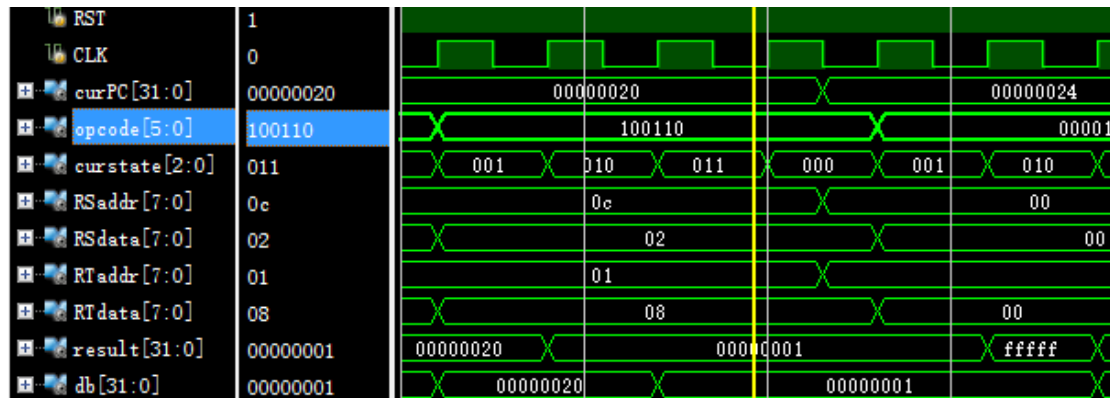 RST 1
CLK 0
curPC[31:0] 00000020 00000020 00000024
opcode[5:0] 100110 100110 00001
curstate[2:0] 011 001 010 011 000 001 010
RSaddr[7:0] 0c 0c 00
RSdata[7:0] 02 02 00
RTaddr[7:0] 01 01
RTdata[7:0] 08 08 00
result[31:0] 00000001 00000020 00000001 fffff
db[31:0] 00000001 00000020 00000001